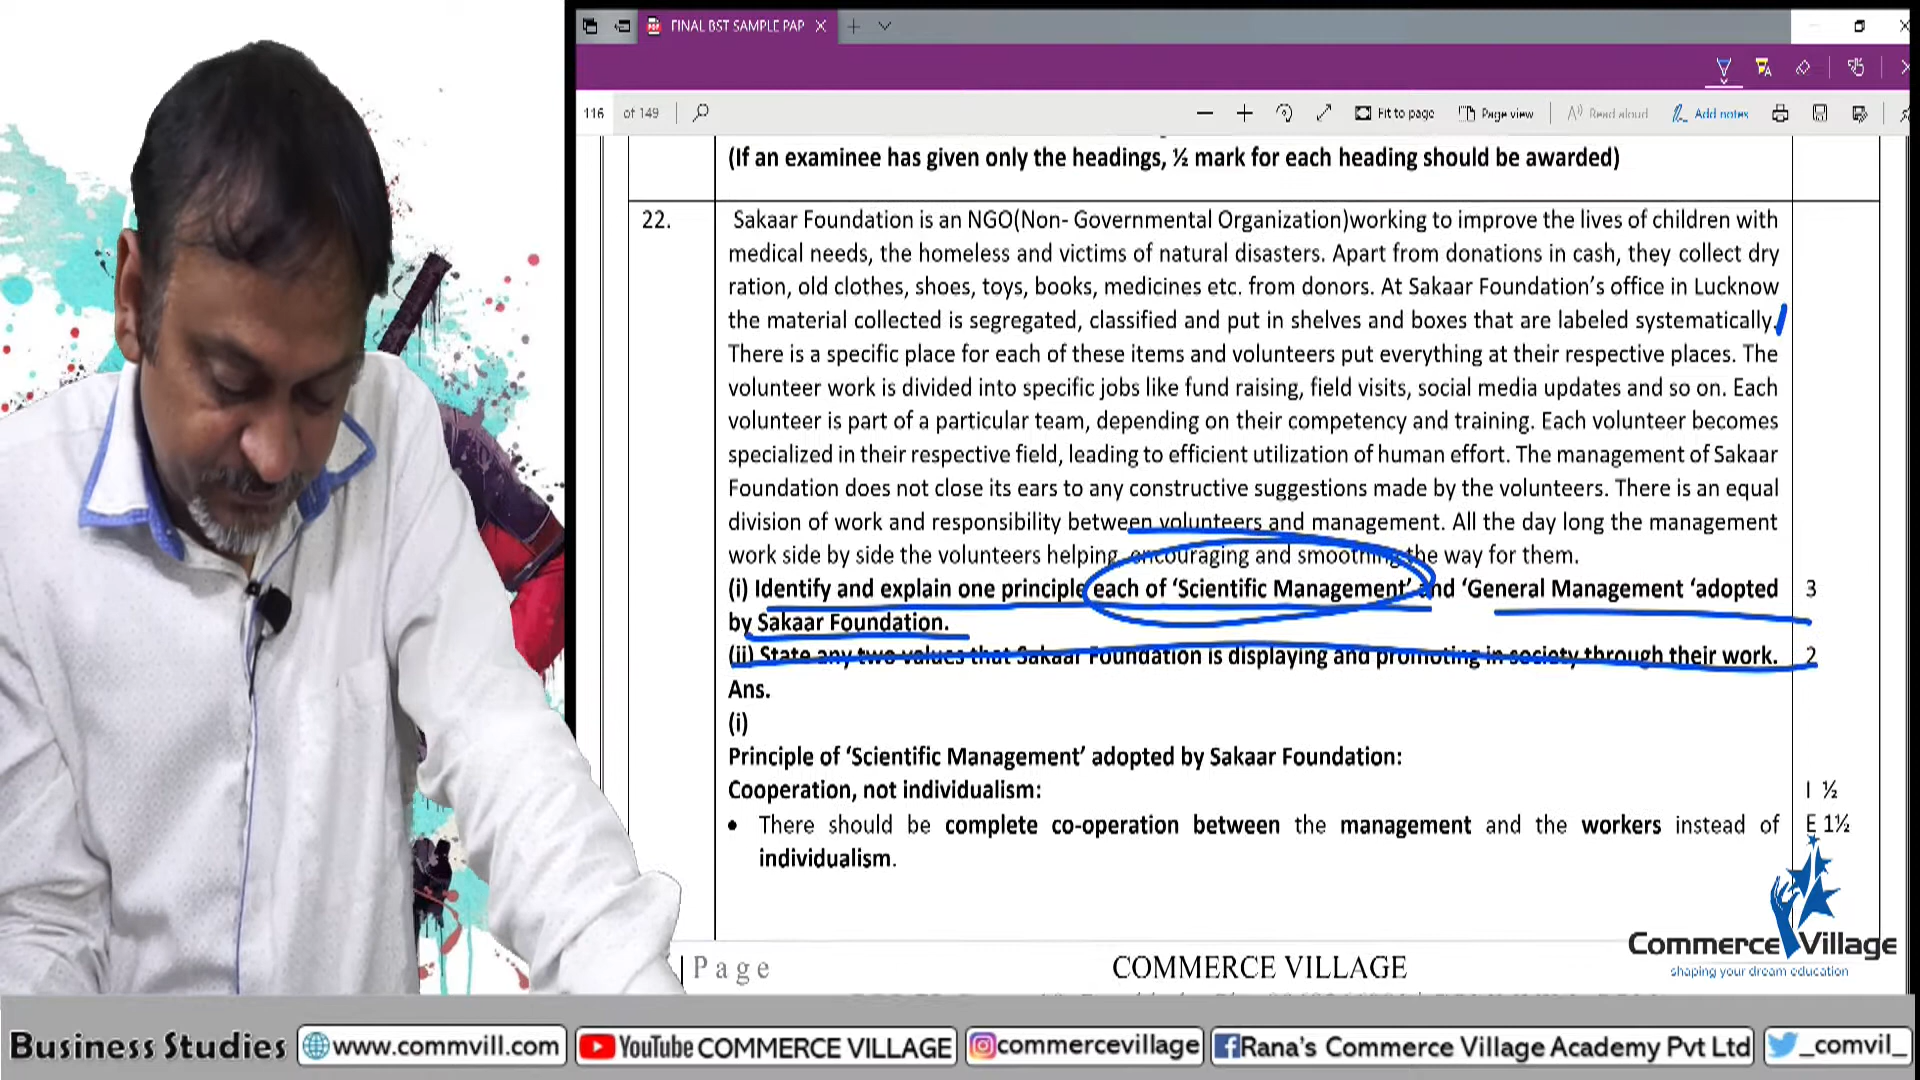 FINAL BST SAMPLE PAP
116 of 149
Fit to page
Page view
Read aloud
Add notes
(If an examinee has given only the headings, ½ mark for each heading should be awarded)
22.
Sakaar Foundation is an NGO(Non- Governmental Organization)working to improve the lives of children with
medical needs, the homeless and victims of natural disasters. Apart from donations in cash, they collect dry
ration, old clothes, shoes, toys, books, medicines etc. from donors. At Sakaar Foundation’s office in Lucknow
the material collected is segregated, classified and put in shelves and boxes that are labeled systematically.
There is a specific place for each of these items and volunteers put everything at their respective places. The
volunteer work is divided into specific jobs like fund raising, field visits, social media updates and so on. Each
volunteer is part of a particular team, depending on their competency and training. Each volunteer becomes
specialized in their respective field, leading to efficient utilization of human effort. The management of Sakaar
Foundation does not close its ears to any constructive suggestions made by the volunteers. There is an equal
division of work and responsibility between volunteers and management. All the day long the management
work side by side the volunteers helping, encouraging and smoothing the way for them.
(i) Identify and explain one principle each of ‘Scientific Management’ and ‘General Management ‘adopted 3
by Sakaar Foundation.
(ii) State any two values that Sakaar Foundation is displaying and promoting in society through their work. 2
Ans.
(i)
Principle of ‘Scientific Management’ adopted by Sakaar Foundation:
Cooperation, not individualism: I ½
• There should be complete co-operation between the management and the workers instead of E 1½
individualism.
Commerce Village
shaping your dream education
| Page
COMMERCE VILLAGE
Business Studies
www.commvill.com
YouTube COMMERCE VILLAGE
commercevillage
Rana’s Commerce Village Academy Pvt Ltd
_comvil_